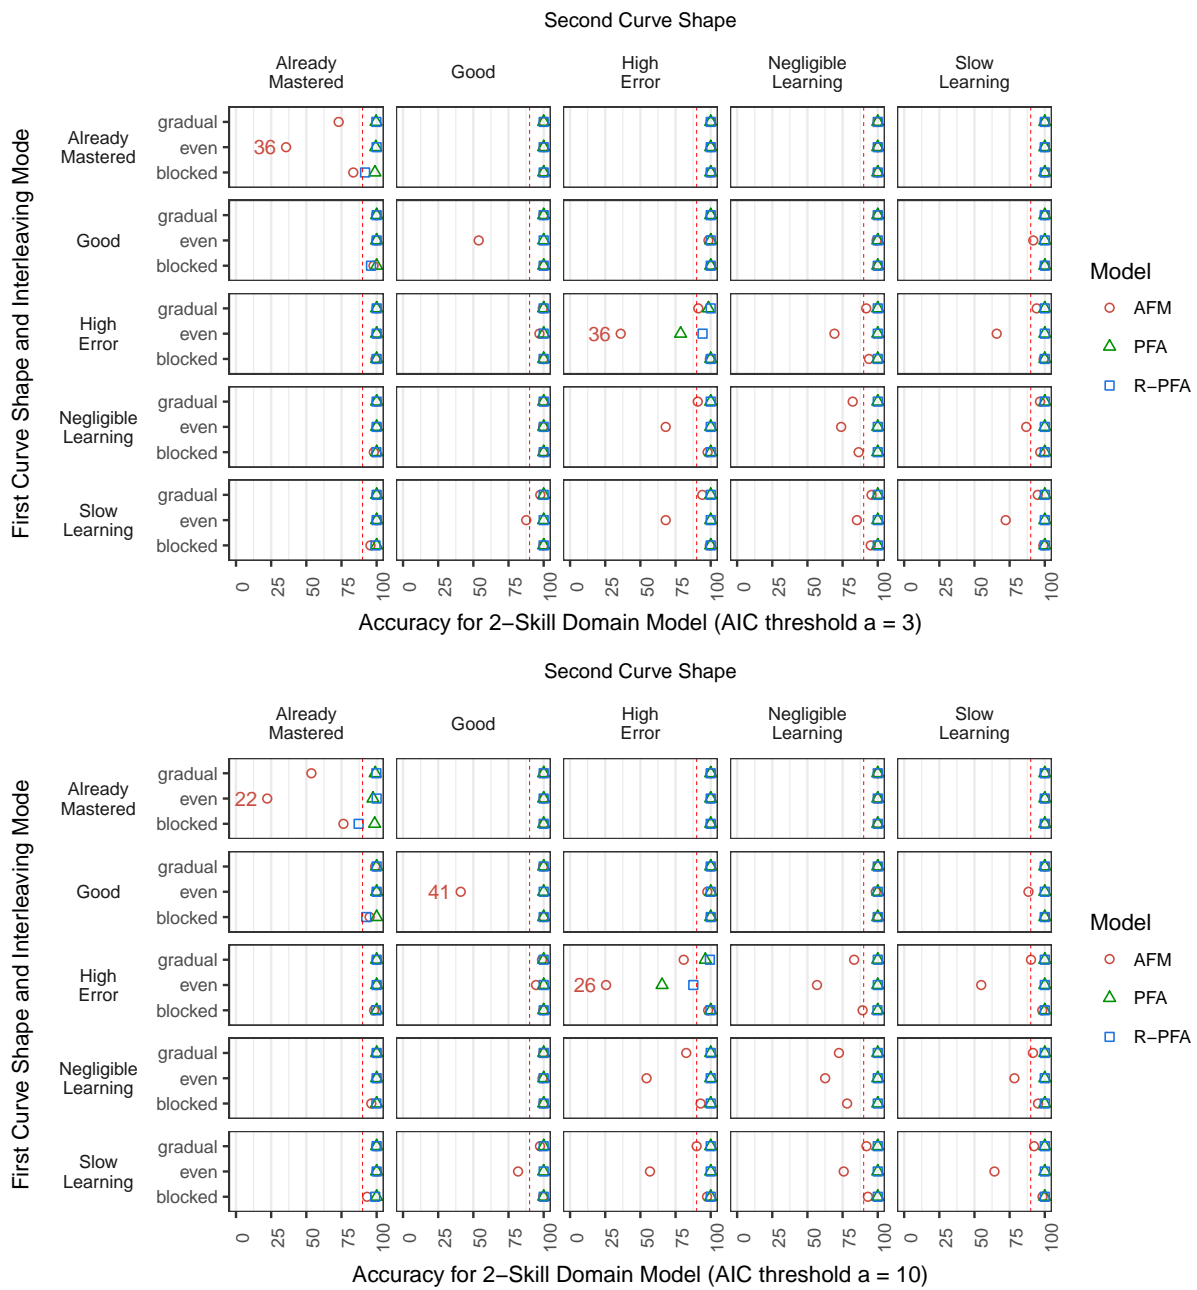 Second Curve Shape
Already Mastered
Good
High Error
Negligible Learning
Slow Learning
First Curve Shape and Interleaving Mode
Already Mastered
gradual
even
blocked
36
Good
gradual
even
blocked
High Error
gradual
even
blocked
36
Negligible Learning
gradual
even
blocked
Slow Learning
gradual
even
blocked
0 25 50 75 100 0 25 50 75 100 0 25 50 75 100 0 25 50 75 100 0 25 50 75 100
Accuracy for 2−Skill Domain Model (AIC threshold a = 3)
Model
AFM
PFA
R−PFA
Second Curve Shape
Already Mastered
Good
High Error
Negligible Learning
Slow Learning
First Curve Shape and Interleaving Mode
Already Mastered
gradual
even
blocked
22
Good
gradual
even
blocked
41
High Error
gradual
even
blocked
26
Negligible Learning
gradual
even
blocked
Slow Learning
gradual
even
blocked
0 25 50 75 100 0 25 50 75 100 0 25 50 75 100 0 25 50 75 100 0 25 50 75 100
Accuracy for 2−Skill Domain Model (AIC threshold a = 10)
Model
AFM
PFA
R−PFA